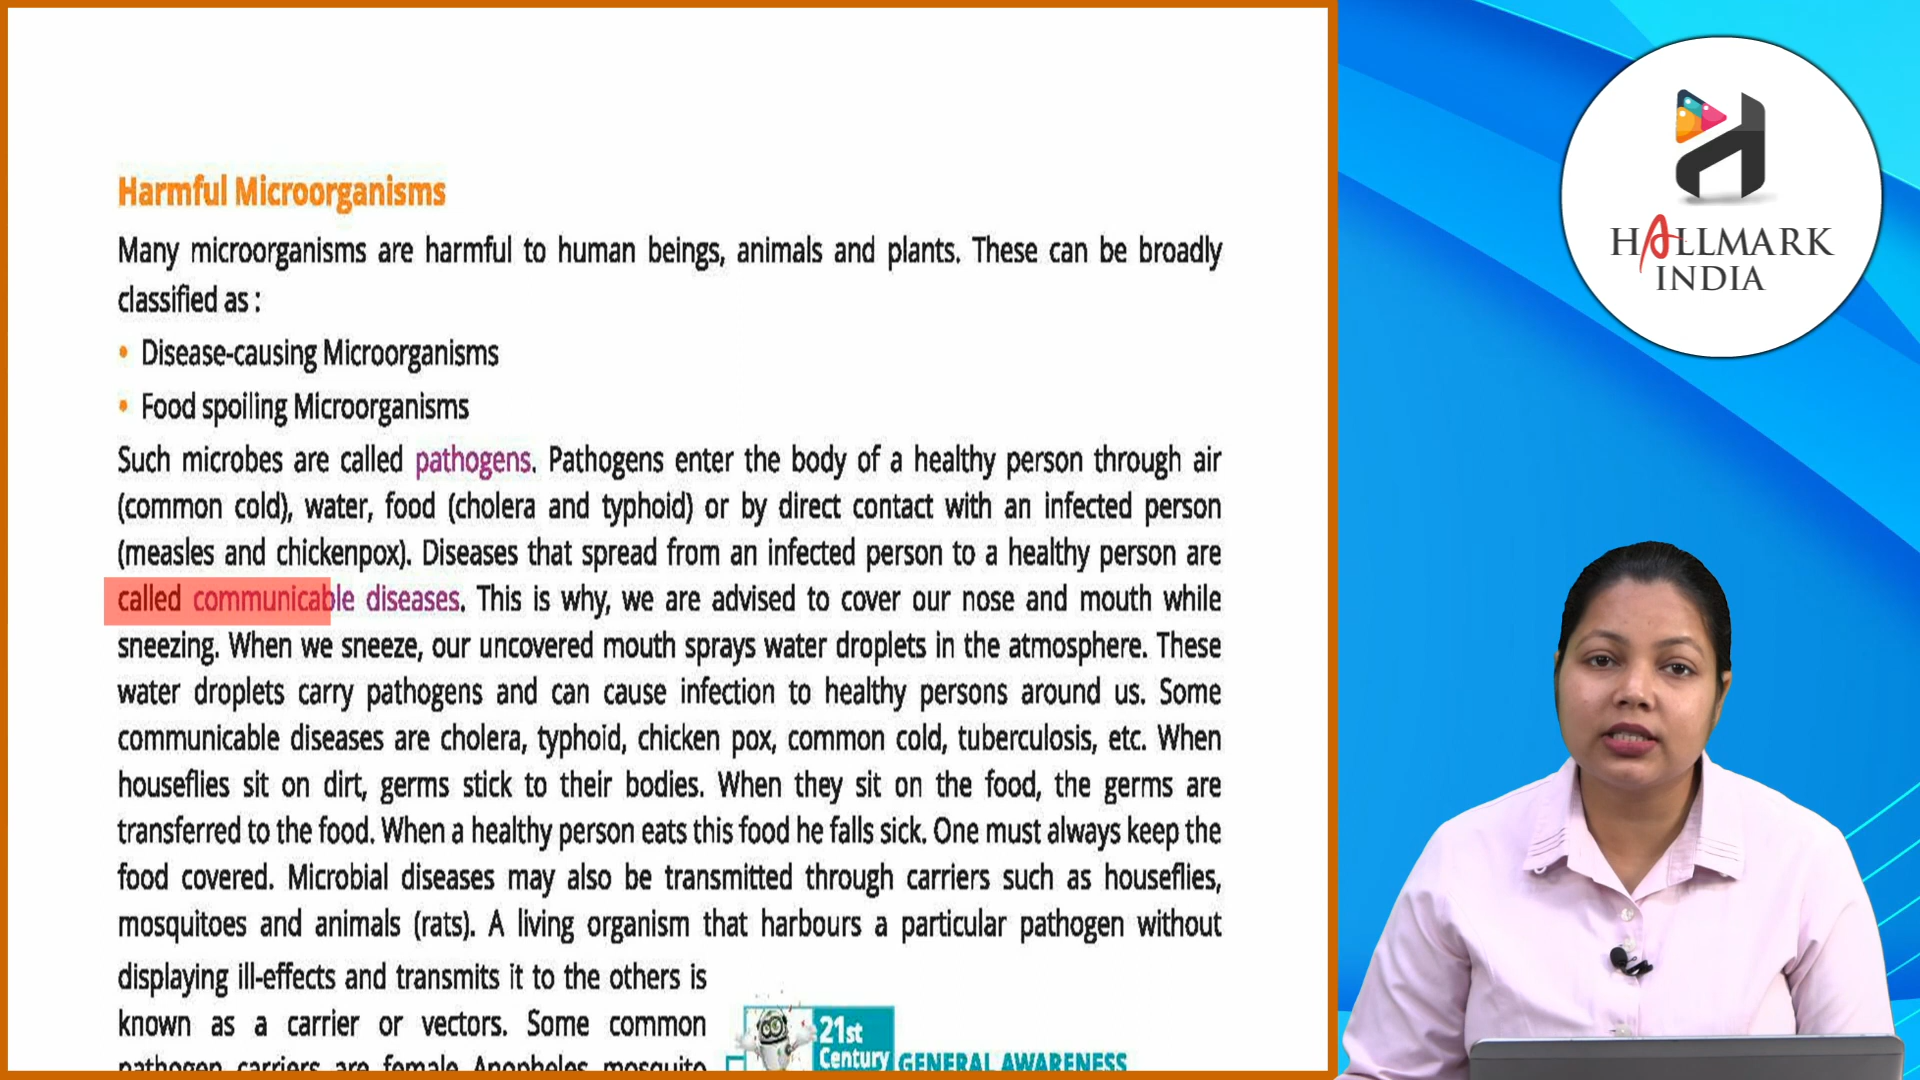 Harmful Microorganisms
Many microorganisms are harmful to human beings, animals and plants. These can be broadly
classified as :
• Disease-causing Microorganisms
• Food spoiling Microorganisms
Such microbes are called pathogens. Pathogens enter the body of a healthy person through air
(common cold), water, food (cholera and typhoid) or by direct contact with an infected person
(measles and chickenpox). Diseases that spread from an infected person to a healthy person are
called communicable diseases. This is why, we are advised to cover our nose and mouth while
sneezing. When we sneeze, our uncovered mouth sprays water droplets in the atmosphere. These
water droplets carry pathogens and can cause infection to healthy persons around us. Some
communicable diseases are cholera, typhoid, chicken pox, common cold, tuberculosis, etc. When
houseflies sit on dirt, germs stick to their bodies. When they sit on the food, the germs are
transferred to the food. When a healthy person eats this food he falls sick. One must always keep the
food covered. Microbial diseases may also be transmitted through carriers such as houseflies,
mosquitoes and animals (rats). A living organism that harbours a particular pathogen without
displaying ill-effects and transmits it to the others is
known as a carrier or vectors. Some common
pathogen carriers are female Anopheles mosquito
21st
Century
GENERAL AWARENESS
HALLMARK
INDIA